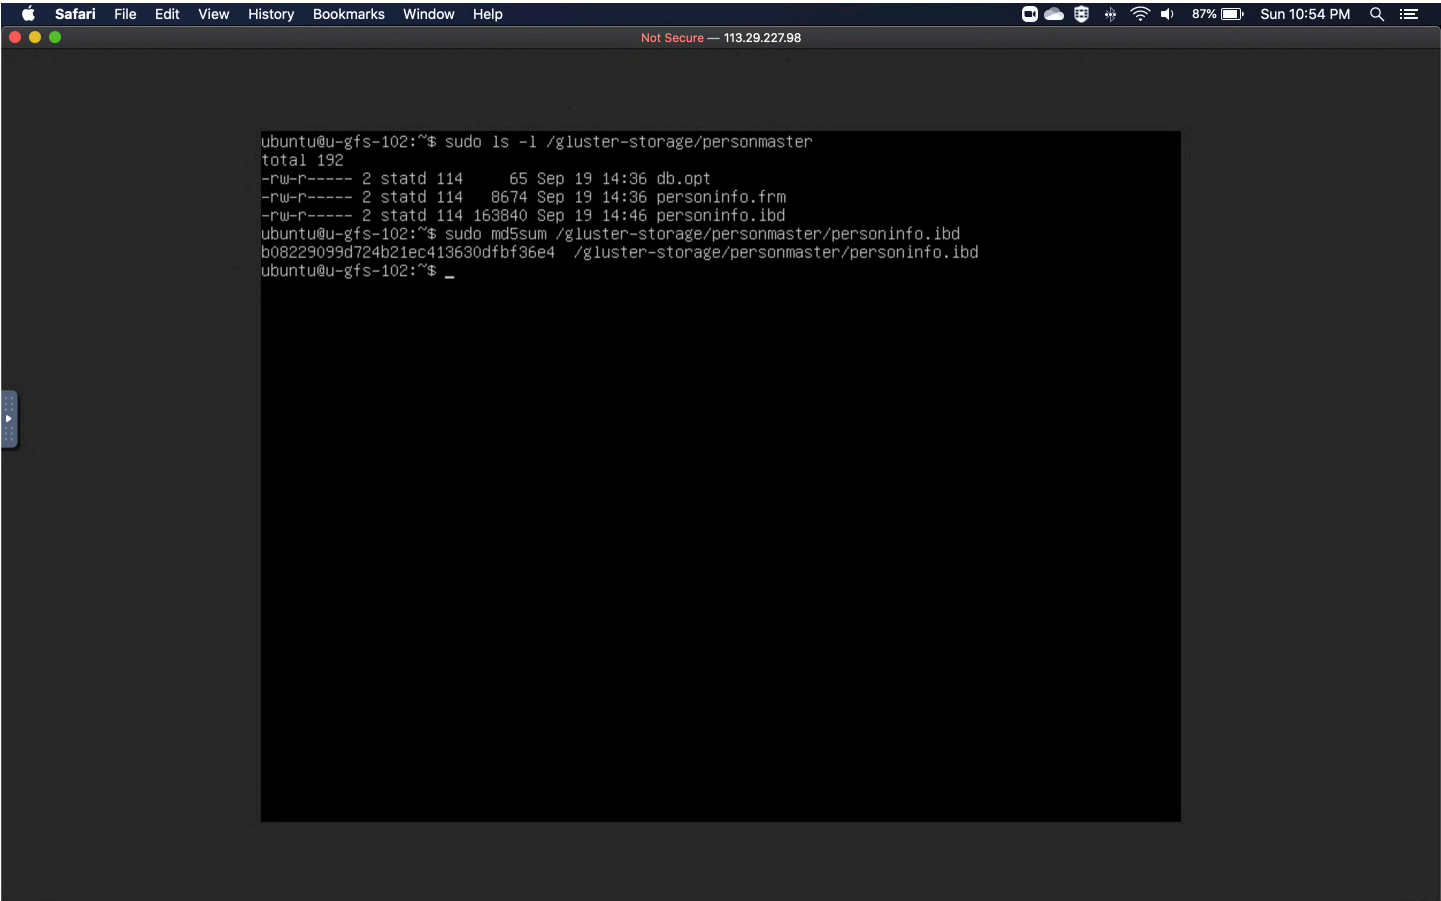 Safari File Edit View History Bookmarks Window Help 87% Sun 10:54 PM
Not Secure — 113.29.227.98
ubuntu@u-gfs-102:~$ sudo ls -l /gluster-storage/personmaster
total 192
-rw-r----- 2 statd 114     65 Sep 19 14:36 db.opt
-rw-r----- 2 statd 114   8674 Sep 19 14:36 personinfo.frm
-rw-r----- 2 statd 114 163840 Sep 19 14:46 personinfo.ibd
ubuntu@u-gfs-102:~$ sudo md5sum /gluster-storage/personmaster/personinfo.ibd
b08229099d724b21ec413630dfbf36e4  /gluster-storage/personmaster/personinfo.ibd
ubuntu@u-gfs-102:~$ _